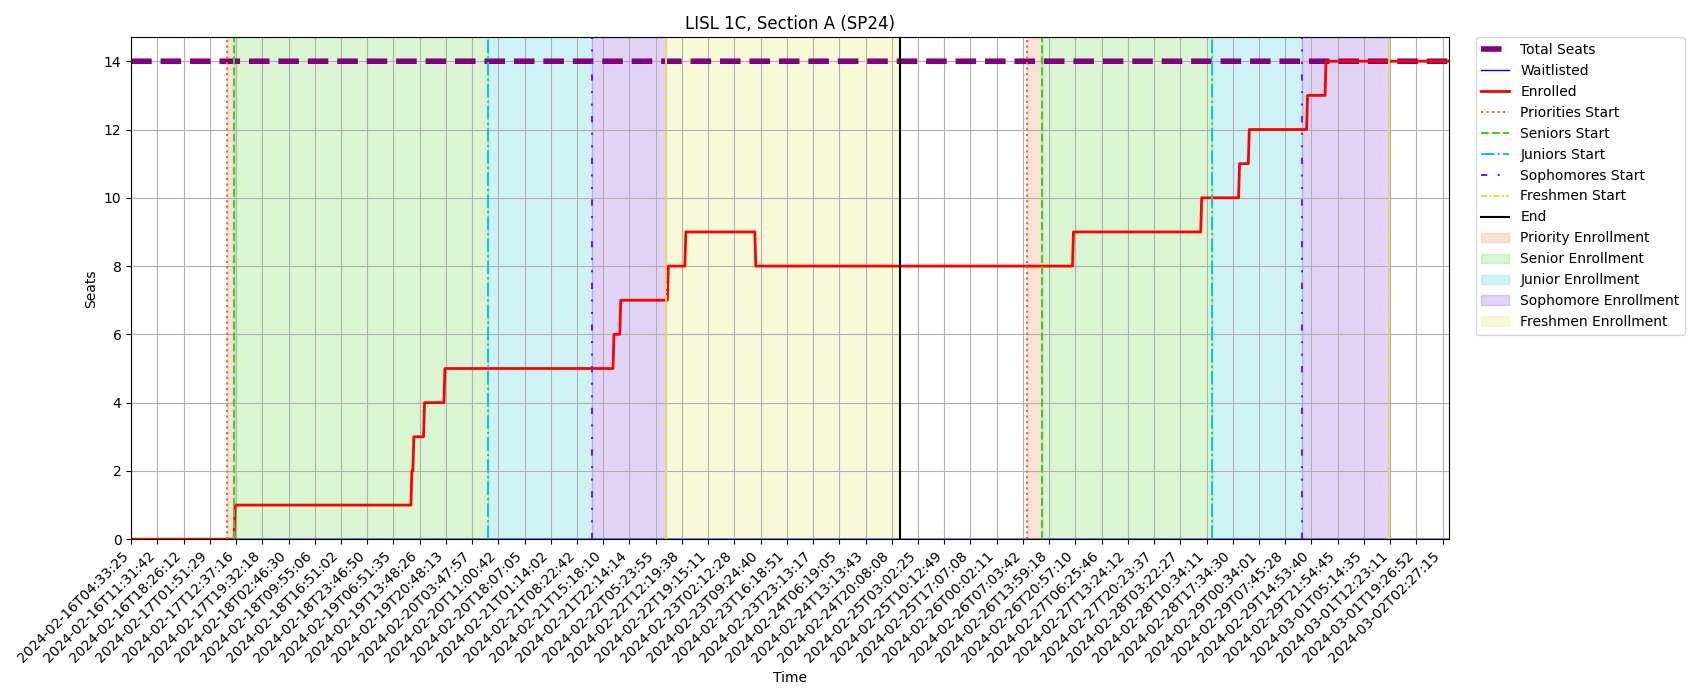 LISL 1C, Section A (SP24)
Total Seats
Waitlisted
Enrolled
Priorities Start
Seniors Start
Juniors Start
Sophomores Start
Freshmen Start
End
Priority Enrollment
Senior Enrollment
Junior Enrollment
Sophomore Enrollment
Freshmen Enrollment
Seats
14
12
10
8
6
4
2
0
2024-02-16T04:33:25
2024-02-16T11:31:42
2024-02-16T18:26:12
2024-02-17T01:51:29
2024-02-17T12:37:16
2024-02-17T19:32:18
2024-02-18T02:46:30
2024-02-18T09:55:06
2024-02-18T16:51:02
2024-02-18T23:46:50
2024-02-19T06:51:35
2024-02-19T13:48:26
2024-02-19T20:48:13
2024-02-20T03:47:57
2024-02-20T11:00:42
2024-02-20T18:07:05
2024-02-21T01:14:02
2024-02-21T08:22:42
2024-02-21T15:18:10
2024-02-21T22:14:14
2024-02-22T05:23:55
2024-02-22T12:19:38
2024-02-22T19:15:11
2024-02-23T02:12:28
2024-02-23T09:24:40
2024-02-23T16:18:51
2024-02-23T23:13:17
2024-02-24T06:19:05
2024-02-24T13:13:43
2024-02-24T20:08:08
2024-02-25T03:02:25
2024-02-25T10:12:49
2024-02-25T17:07:08
2024-02-26T00:02:11
2024-02-26T07:03:42
2024-02-26T13:59:18
2024-02-26T20:57:10
2024-02-27T06:25:46
2024-02-27T13:24:12
2024-02-27T20:23:37
2024-02-28T03:22:27
2024-02-28T10:34:11
2024-02-28T17:34:30
2024-02-29T00:34:01
2024-02-29T07:45:28
2024-02-29T14:53:40
2024-02-29T21:54:45
2024-03-01T05:14:35
2024-03-01T12:23:11
2024-03-01T19:26:52
2024-03-02T02:27:15
Time